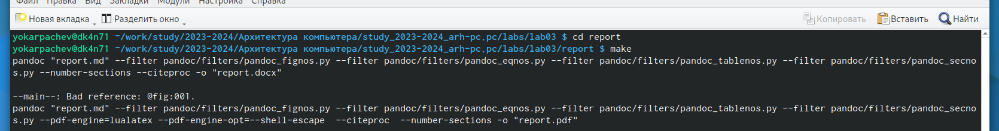 Файл Правка Вид Закладки Модули Настройка Справка
Новая вкладка Разделить окно Копировать Вставить Найти
yokarpachev@dk4n71 ~/work/study/2023-2024/Архитектура компьютера/study_2023-2024_arh-pc.pc/labs/lab03 $ cd report
yokarpachev@dk4n71 ~/work/study/2023-2024/Архитектура компьютера/study_2023-2024_arh-pc.pc/labs/lab03/report $ make
pandoc "report.md" --filter pandoc/filters/pandoc_fignos.py --filter pandoc/filters/pandoc_eqnos.py --filter pandoc/filters/pandoc_tablenos.py --filter pandoc/filters/pandoc_secno
s.py --number-sections --citeproc -o "report.docx"
--main--: Bad reference: @fig:001.
pandoc "report.md" --filter pandoc/filters/pandoc_fignos.py --filter pandoc/filters/pandoc_eqnos.py --filter pandoc/filters/pandoc_tablenos.py --filter pandoc/filters/pandoc_secno
s.py --pdf-engine=lualatex --pdf-engine-opt=--shell-escape  --citeproc  --number-sections -o "report.pdf"